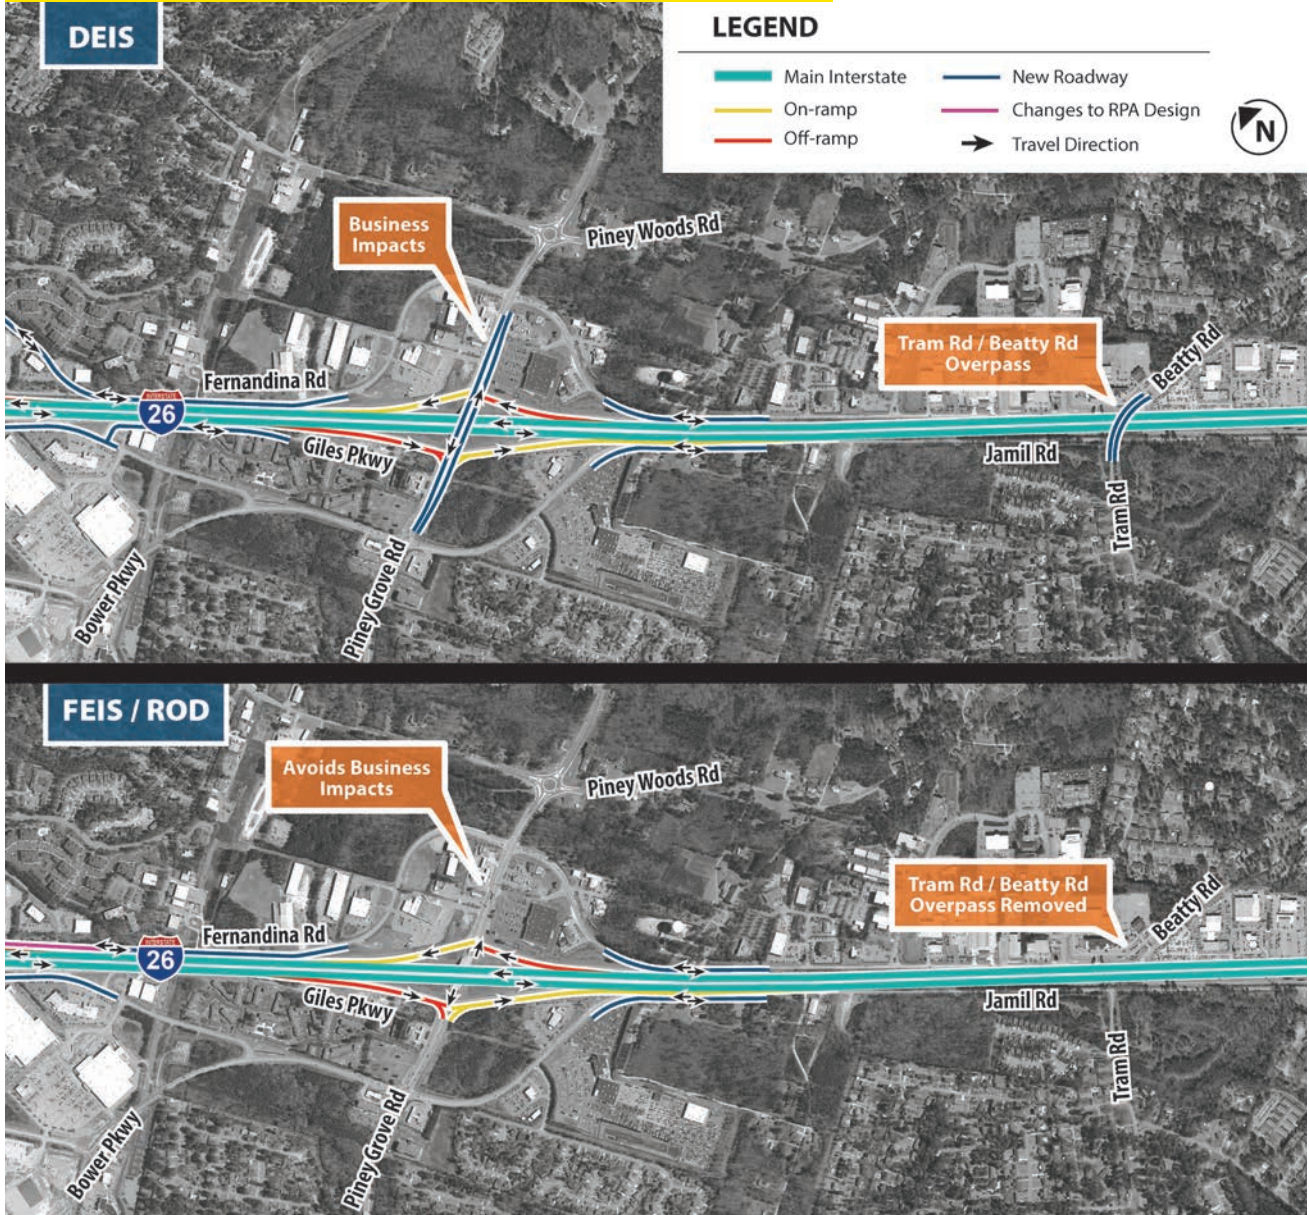 DEIS
LEGEND
Main Interstate
On-ramp
Off-ramp
New Roadway
Changes to RPA Design
Travel Direction
N
Business
Impacts
Piney Woods Rd
Tram Rd / Beatty Rd
Overpass
Beatty Rd
Fernandina Rd
INTERSTATE
26
Giles Pkwy
Jamil Rd
Tram Rd
Bower Pkwy
Piney Grove Rd
FEIS / ROD
Avoids Business
Impacts
Piney Woods Rd
Tram Rd / Beatty Rd
Overpass Removed
Beatty Rd
Fernandina Rd
INTERSTATE
26
Giles Pkwy
Jamil Rd
Tram Rd
Bower Pkwy
Piney Grove Rd